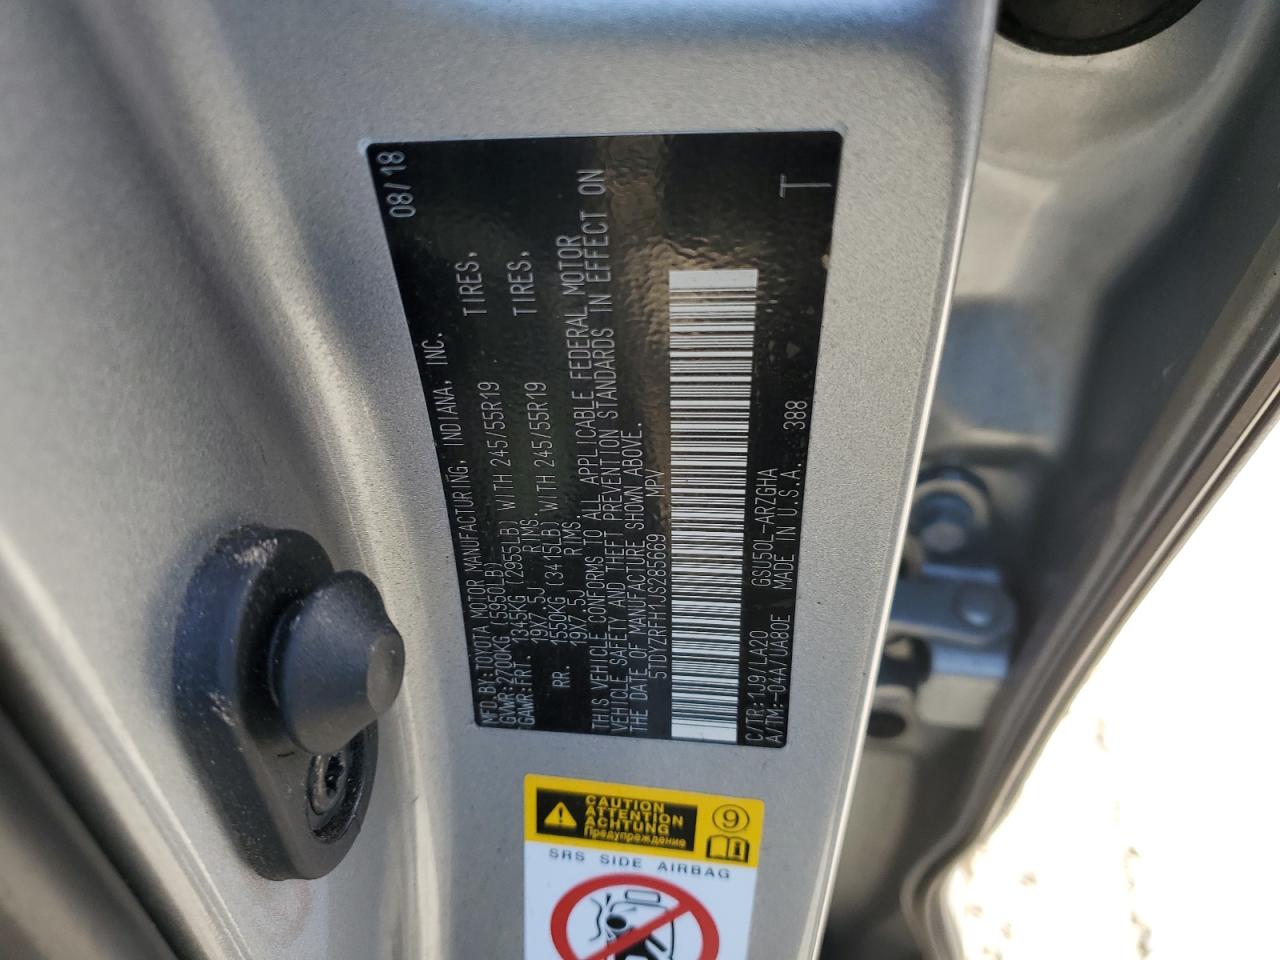 MFD.BY:TOYOTA MOTOR MANUFACTURING, INDIANA, INC. 08/18
GVWR:2700KG (5950LB)
GAWR:FRT. 1345KG (2955LB) WITH 245/55R19 TIRES,
19X7.5J RIMS
RR. 1550KG (3415LB) WITH 245/55R19 TIRES,
19X7.5J RIMS.
THIS VEHICLE CONFORMS TO ALL APPLICABLE FEDERAL MOTOR
VEHICLE SAFETY AND THEFT PREVENTION STANDARDS IN EFFECT ON
THE DATE OF MANUFACTURE SHOWN ABOVE.
5TDYZRFH1JS285669 MPV
C/TR:1J9/LA20 GSU50L-ARZGHA
A/TM:-04A/UA80E MADE IN U.S.A. 388
T
CAUTION
ATTENTION
ACHTUNG
Предупреждение
9
SRS SIDE AIRBAG